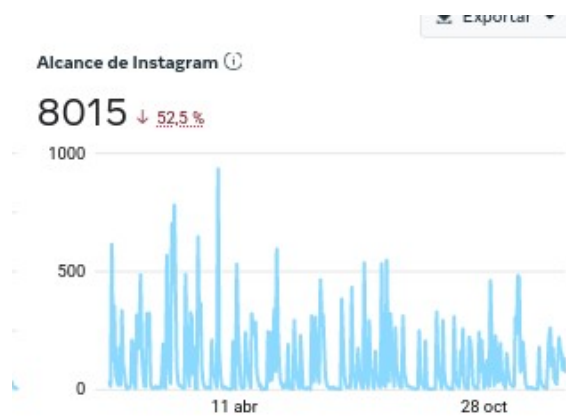 Exportar
Alcance de Instagram
8015 ↓ 52,5 %
1000
500
0
11 abr
28 oct